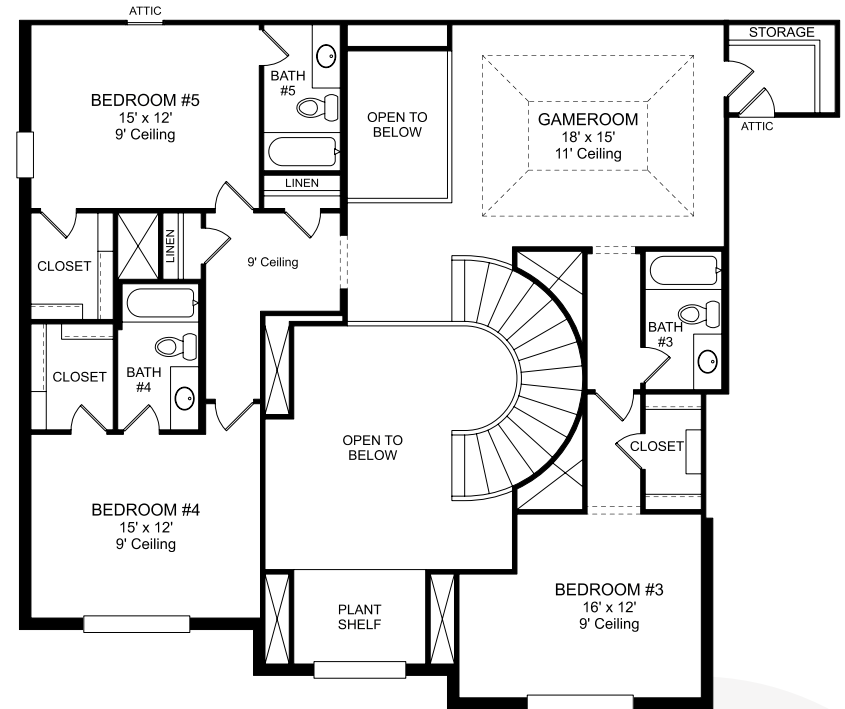 ATTIC
STORAGE
BEDROOM #5
15' x 12'
9' Ceiling
BATH
#5
OPEN TO
BELOW
GAMEROOM
18' x 15'
11' Ceiling
ATTIC
LINEN
LINEN
CLOSET
9' Ceiling
BATH
#3
CLOSET
BATH
#4
OPEN TO
BELOW
CLOSET
BEDROOM #4
15' x 12'
9' Ceiling
BEDROOM #3
16' x 12'
9' Ceiling
PLANT
SHELF